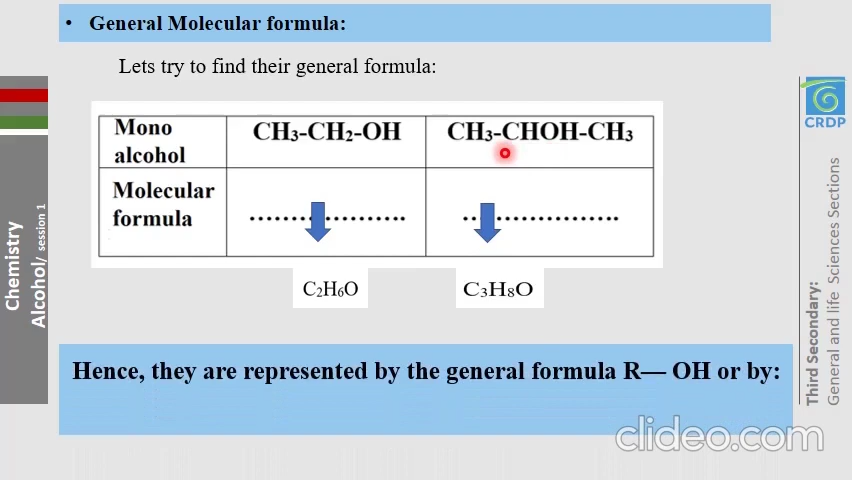 • General Molecular formula:
Lets try to find their general formula:
Mono alcohol
CH₃-CH₂-OH
CH₃-CHOH-CH₃
Molecular formula
....................
....................
C₂H₆O
C₃H₈O
Hence, they are represented by the general formula R— OH or by:
Chemistry
Alcohol/ session 1
CRDP
Third Secondary:
General and life Sciences Sections
clideo.com